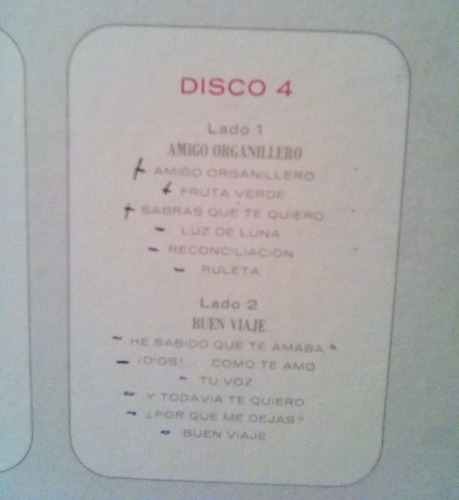 DISCO 4
Lado 1
AMIGO ORGANILLERO
AMIGO ORGANILLERO
FRUTA VERDE
SABRAS QUE TE QUIERO
LUZ DE LUNA
RECONCILIACION
RULETA
Lado 2
BUEN VIAJE
HE SABIDO QUE TE AMABA
¡DIOS!... COMO TE AMO
TU VOZ
Y TODAVIA TE QUIERO
¿POR QUE ME DEJAS?
BUEN VIAJE